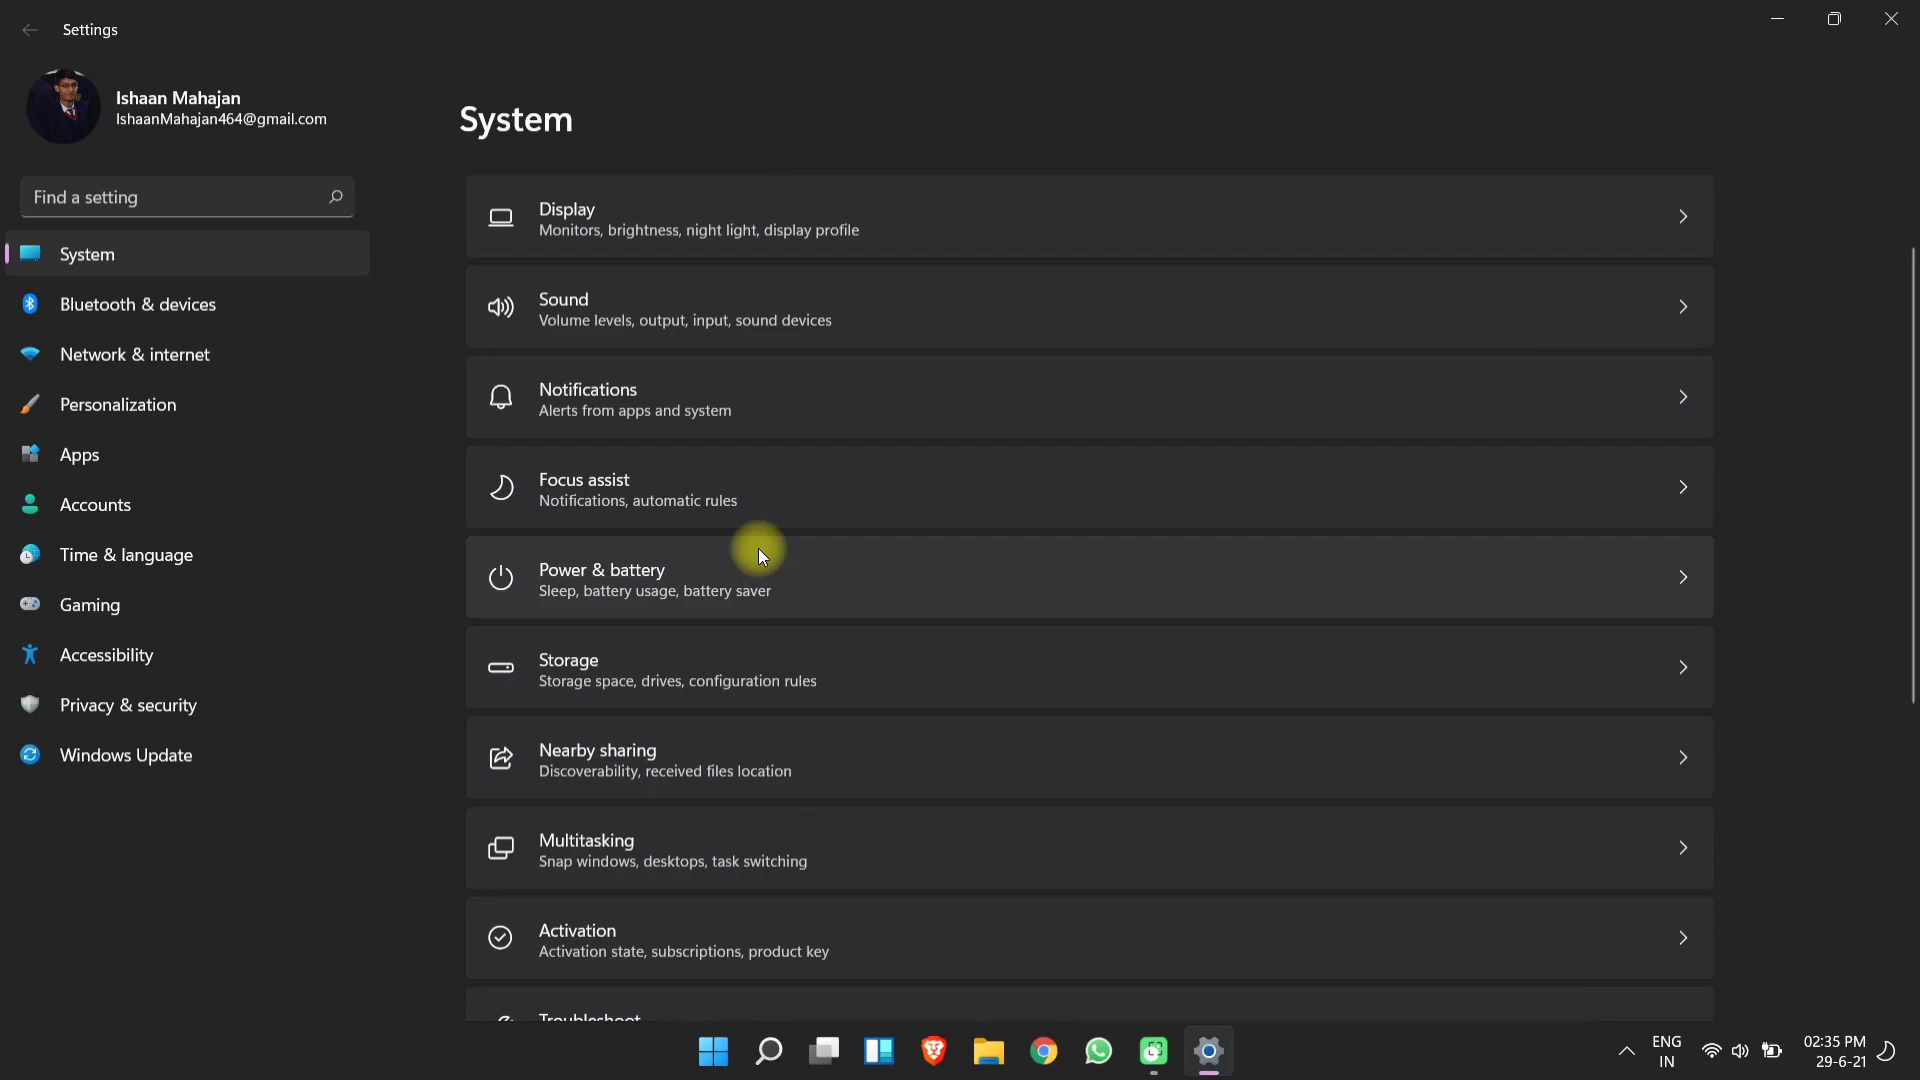 Settings
Ishaan Mahajan
IshaanMahajan464@gmail.com
Find a setting
System
Bluetooth & devices
Network & internet
Personalization
Apps
Accounts
Time & language
Gaming
Accessibility
Privacy & security
Windows Update
System
Display
Monitors, brightness, night light, display profile
Sound
Volume levels, output, input, sound devices
Notifications
Alerts from apps and system
Focus assist
Notifications, automatic rules
Power & battery
Sleep, battery usage, battery saver
Storage
Storage space, drives, configuration rules
Nearby sharing
Discoverability, received files location
Multitasking
Snap windows, desktops, task switching
Activation
Activation state, subscriptions, product key
Troubleshoot
ENG
IN
02:35 PM
29-6-21